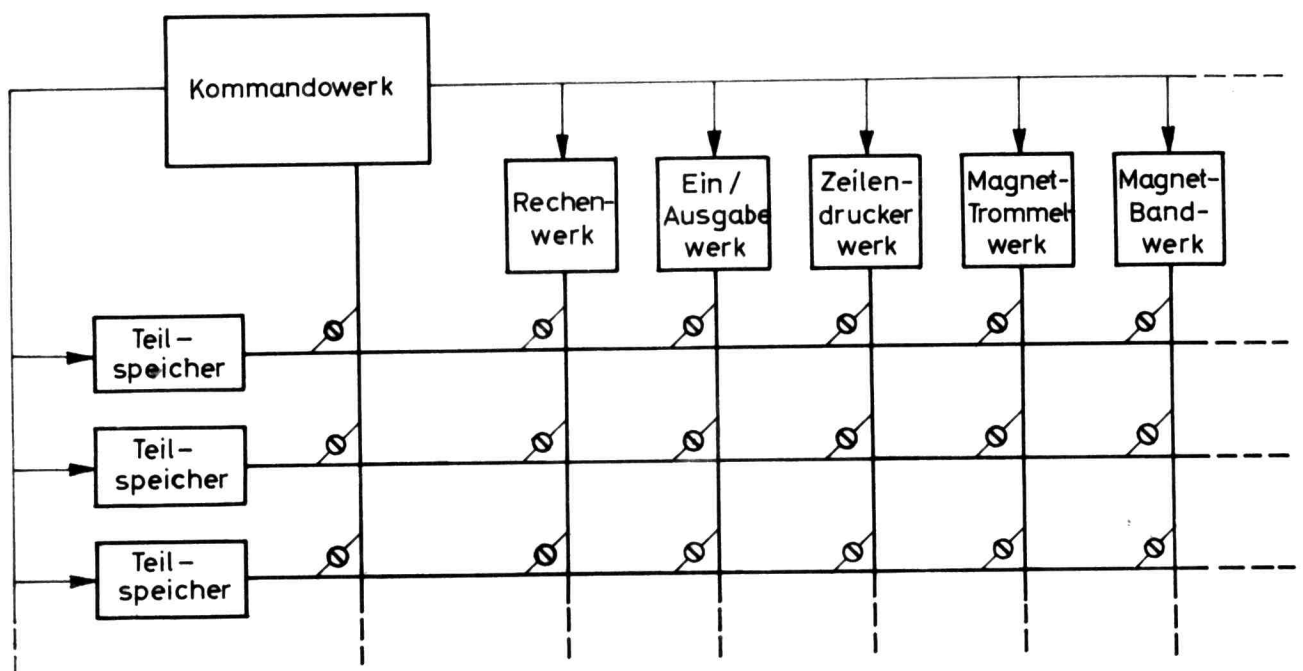 Kommandowerk
Rechen-
werk
Ein /
Ausgabe
werk
Zeilen-
drucker
werk
Magnet-
Trommel-
werk
Magnet-
Band-
werk
Teil-
speicher
Teil-
speicher
Teil-
speicher